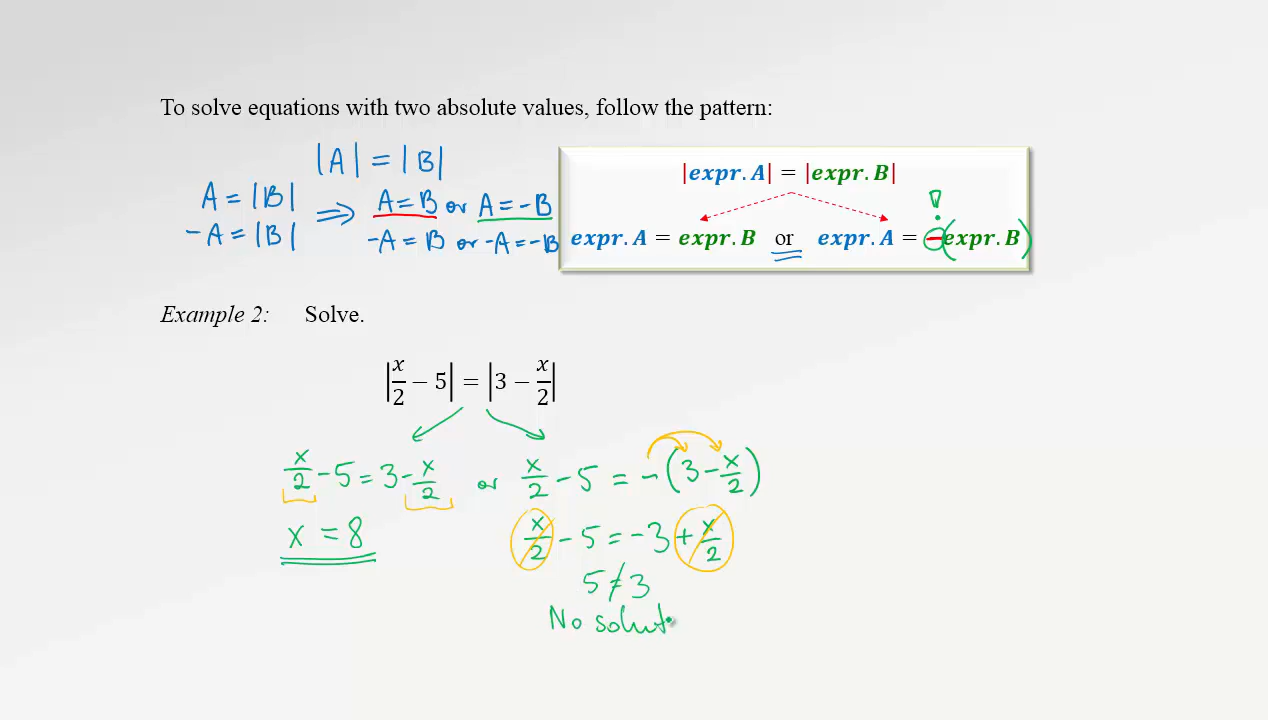 To solve equations with two absolute values, follow the pattern:
|A| = |B|
A = |B|
-A = |B|
⟹ A = B or A = -B
-A = B or -A = -B
|expr. A| = |expr. B|
!
expr. A = expr. B or expr. A = -(expr. B)
Example 2: Solve.
|x/2 − 5| = |3 − x/2|
x/2 - 5 = 3 - x/2 or x/2 - 5 = -(3 - x/2)
x = 8
x/2 - 5 = -3 + x/2
5 ≠ 3
No solut